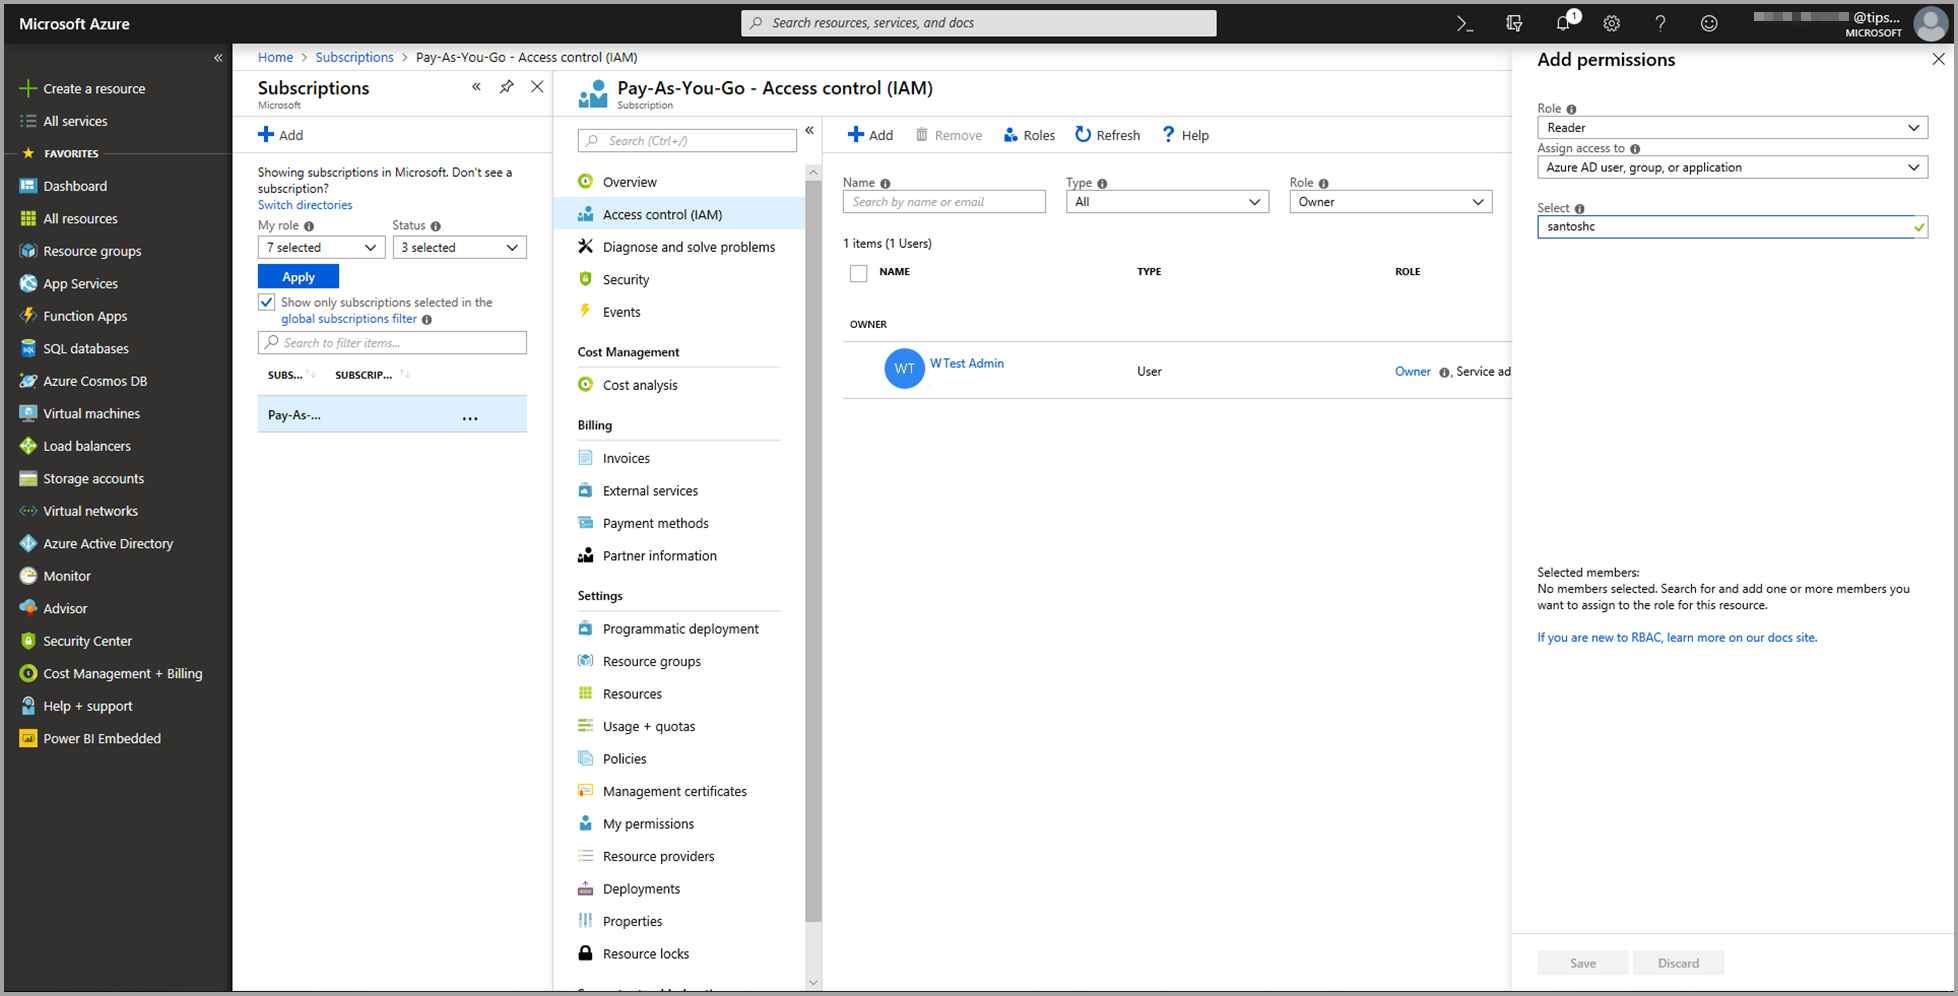 Microsoft Azure
Search resources, services, and docs
1
@tips...
MICROSOFT
Create a resource
All services
FAVORITES
Dashboard
All resources
Resource groups
App Services
Function Apps
SQL databases
Azure Cosmos DB
Virtual machines
Load balancers
Storage accounts
Virtual networks
Azure Active Directory
Monitor
Advisor
Security Center
Cost Management + Billing
Help + support
Power BI Embedded
Home > Subscriptions > Pay-As-You-Go - Access control (IAM)
Subscriptions
Microsoft
Add
Showing subscriptions in Microsoft. Don't see a
subscription?
Switch directories
My role
Status
7 selected
3 selected
Apply
Show only subscriptions selected in the
global subscriptions filter
Search to filter items...
SUBS...
SUBSCRIP...
Pay-As-...
...
Pay-As-You-Go - Access control (IAM)
Subscription
Search (Ctrl+/)
Overview
Access control (IAM)
Diagnose and solve problems
Security
Events
Cost Management
Cost analysis
Billing
Invoices
External services
Payment methods
Partner information
Settings
Programmatic deployment
Resource groups
Resources
Usage + quotas
Policies
Management certificates
My permissions
Resource providers
Deployments
Properties
Resource locks
Add
Remove
Roles
Refresh
Help
Name
Type
Role
Search by name or email
All
Owner
1 items (1 Users)
NAME
TYPE
ROLE
OWNER
WT
WTest Admin
User
Owner , Service ad
Add permissions
Role
Reader
Assign access to
Azure AD user, group, or application
Select
santoshc
Selected members:
No members selected. Search for and add one or more members you
want to assign to the role for this resource.
If you are new to RBAC, learn more on our docs site.
Save
Discard